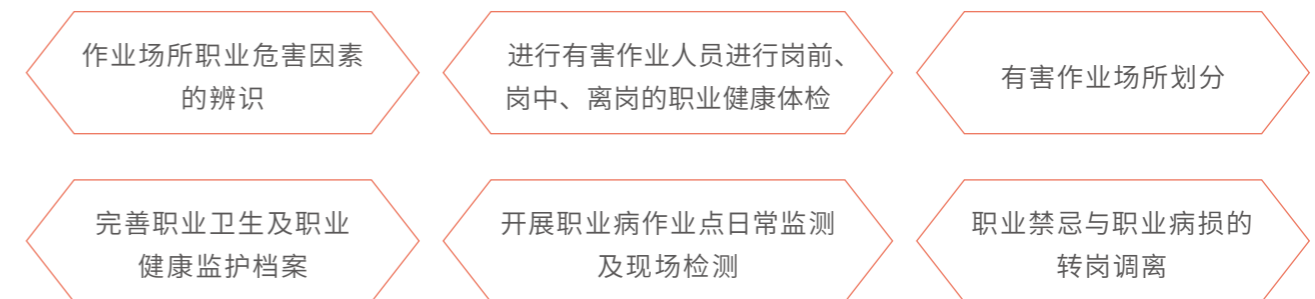 作业场所职业危害因素
的辨识
进行有害作业人员进行岗前、
岗中、离岗的职业健康体检
有害作业场所划分
完善职业卫生及职业
健康监护档案
开展职业病作业点日常监测
及现场检测
职业禁忌与职业病损的
转岗调离